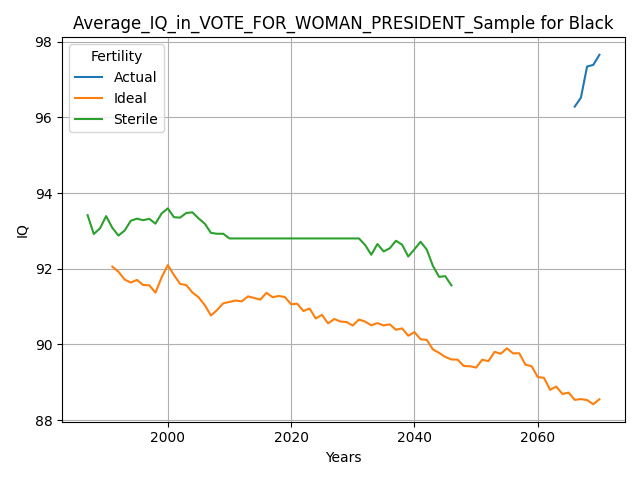 Average_IQ_in_VOTE_FOR_WOMAN_PRESIDENT_Sample for Black
98
96
94
92
90
88
IQ
Fertility
Actual
Ideal
Sterile
2000
2020
2040
2060
Years